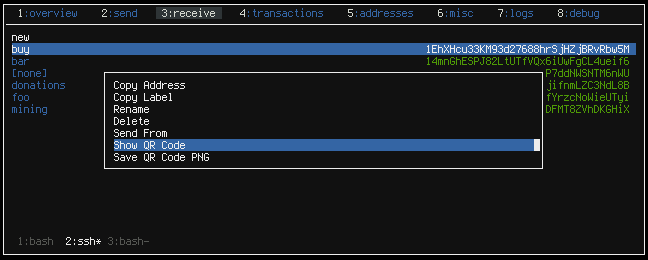 1:overview 2:send 3:receive 4:transactions 5:addresses 6:misc 7:logs 8:debug
new
buy 1EhXHcu33KM93d27688hrSjHZjBRvRbw5M
bar 14mnGhESPJ82LtUTfVQx6iUwFgCL4ueif6
[none] P7ddNWSNTM6nWU
donations jifnmLZC3NdL8B
foo fYrzcNoWieUTyi
mining DFMT8ZVhDKGHiX
Copy Address
Copy Label
Rename
Delete
Send From
Show QR Code
Save QR Code PNG
1:bash 2:ssh* 3:bash-